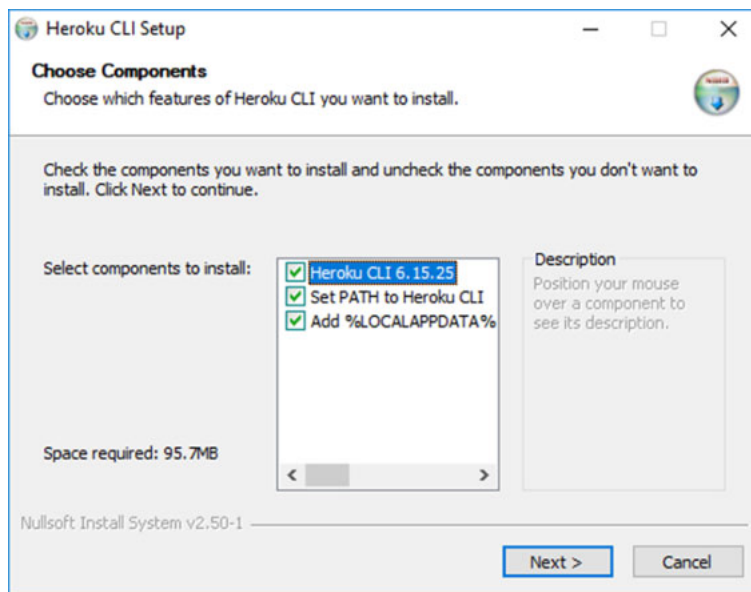 Heroku CLI Setup
Choose Components
Choose which features of Heroku CLI you want to install.
Check the components you want to install and uncheck the components you don't want to
install. Click Next to continue.
Select components to install:
Heroku CLI 6.15.25
Set PATH to Heroku CLI
Add %LOCALAPPDATA%
Description
Position your mouse
over a component to
see its description.
Space required: 95.7MB
Nullsoft Install System v2.50-1
Next >
Cancel